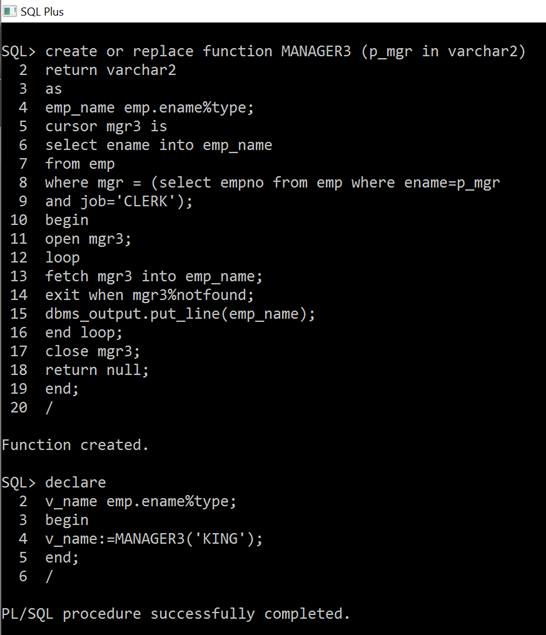 SQL Plus
SQL> create or replace function MANAGER3 (p_mgr in varchar2)
2 return varchar2
3 as
4 emp_name emp.ename%type;
5 cursor mgr3 is
6 select ename into emp_name
7 from emp
8 where mgr = (select empno from emp where ename=p_mgr
9 and job='CLERK');
10 begin
11 open mgr3;
12 loop
13 fetch mgr3 into emp_name;
14 exit when mgr3%notfound;
15 dbms_output.put_line(emp_name);
16 end loop;
17 close mgr3;
18 return null;
19 end;
20 /
Function created.
SQL> declare
2 v_name emp.ename%type;
3 begin
4 v_name:=MANAGER3('KING');
5 end;
6 /
PL/SQL procedure successfully completed.